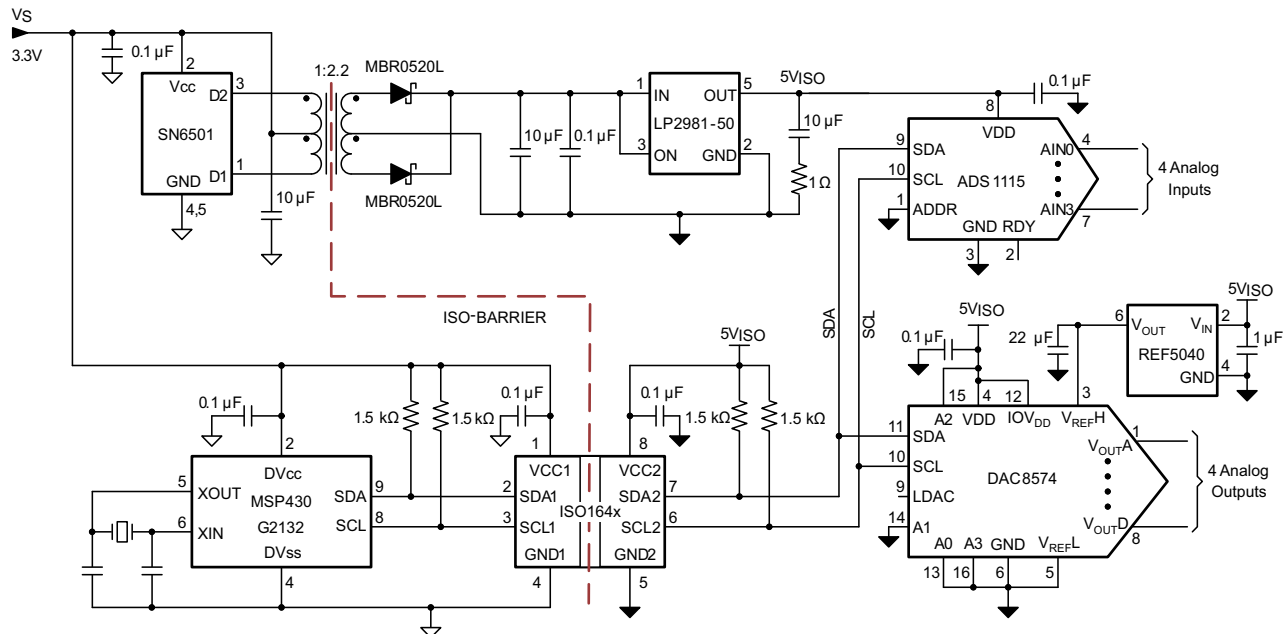 VS
3.3V
0.1 µF
2
Vcc
3
D2
SN6501
1
D1
GND
4,5
10 µF
1:2.2
MBR0520L
MBR0520L
10 µF
0.1 µF
1
IN
OUT
5
LP2981-50
3
ON
GND
2
5VISO
10 µF
1 Ω
0.1 µF
8
VDD
9
SDA
10
SCL
1
ADDR
ADS1115
AIN0
4
AIN3
7
GND
RDY
3
2
4 Analog
Inputs
ISO-BARRIER
SDA
SCL
5VISO
0.1 µF
22 µF
6
VOUT
VIN
2
REF5040
GND
4
5VISO
1 µF
15
4
12
3
A2
VDD
IOVDD
VREFH
11
SDA
10
SCL
9
LDAC
14
A1
DAC8574
VOUTA
1
VOUTD
8
A0
A3
GND
VREFL
13
16
6
5
4 Analog
Outputs
0.1 µF
2
DVcc
5
XOUT
6
XIN
MSP430
G2132
SDA
9
SCL
8
DVss
4
1.5 kΩ
1.5 kΩ
0.1 µF
1
VCC1
2
SDA1
3
SCL1
GND1
4
ISO164x
5VISO
0.1 µF
8
VCC2
SDA2
7
SCL2
6
GND2
5
1.5 kΩ
1.5 kΩ